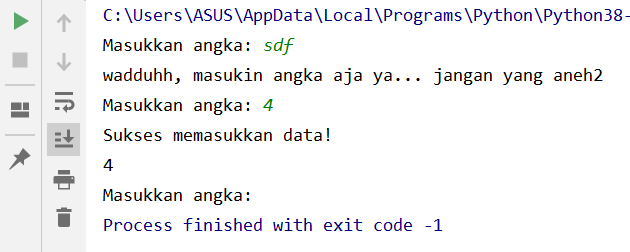 C:\Users\ASUS\AppData\Local\Programs\Python\Python38-
Masukkan angka: sdf
wadduhh, masukin angka aja ya... jangan yang aneh2
Masukkan angka: 4
Sukses memasukkan data!
4
Masukkan angka:
Process finished with exit code -1